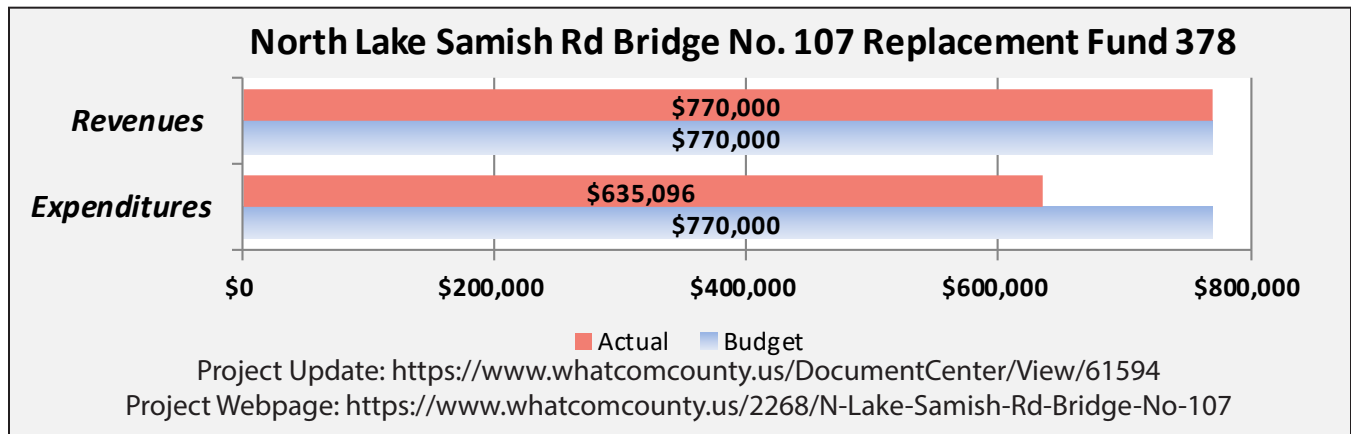 North Lake Samish Rd Bridge No. 107 Replacement Fund 378
Revenues
$770,000
$770,000
Expenditures
$635,096
$770,000
$0 $200,000 $400,000 $600,000 $800,000
Actual Budget
Project Update: https://www.whatcomcounty.us/DocumentCenter/View/61594
Project Webpage: https://www.whatcomcounty.us/2268/N-Lake-Samish-Rd-Bridge-No-107